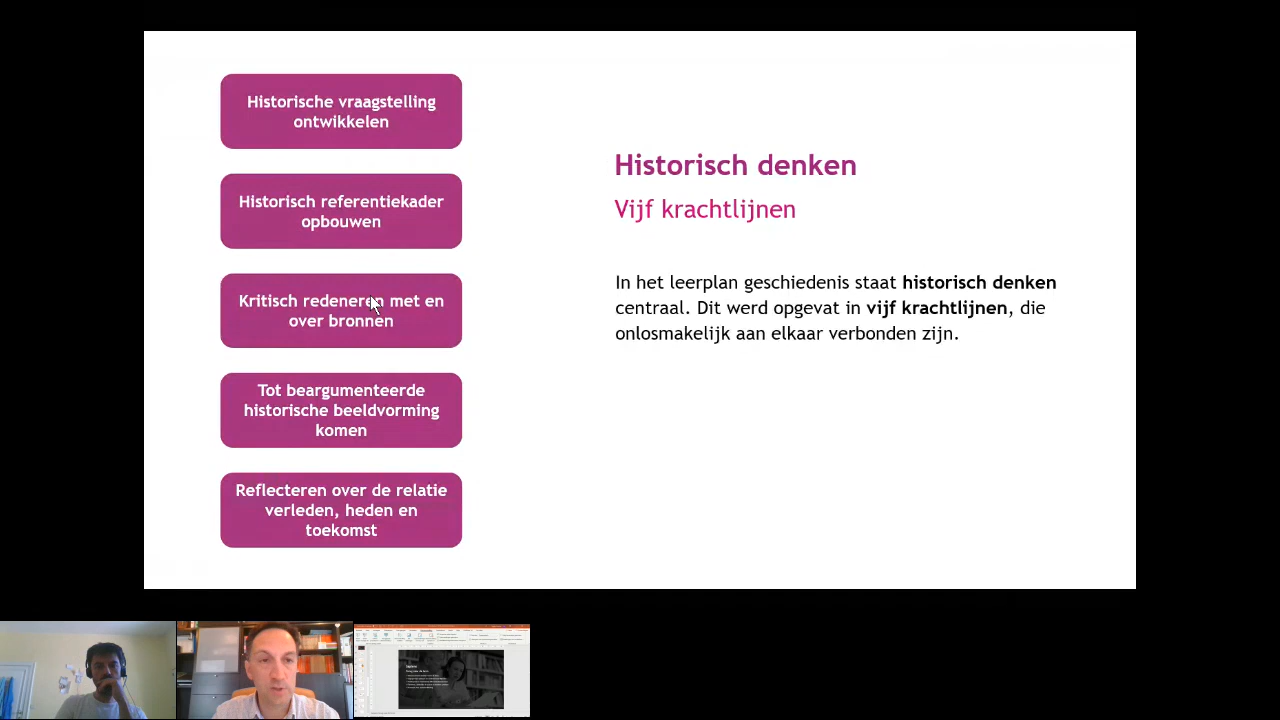 Historische vraagstelling
ontwikkelen
Historisch referentiekader
opbouwen
Kritisch redeneren met en
over bronnen
Tot beargumenteerde
historische beeldvorming
komen
Reflecteren over de relatie
verleden, heden en
toekomst
Historisch denken
Vijf krachtlijnen
In het leerplan geschiedenis staat historisch denken
centraal. Dit werd opgevat in vijf krachtlijnen, die
onlosmakelijk aan elkaar verbonden zijn.